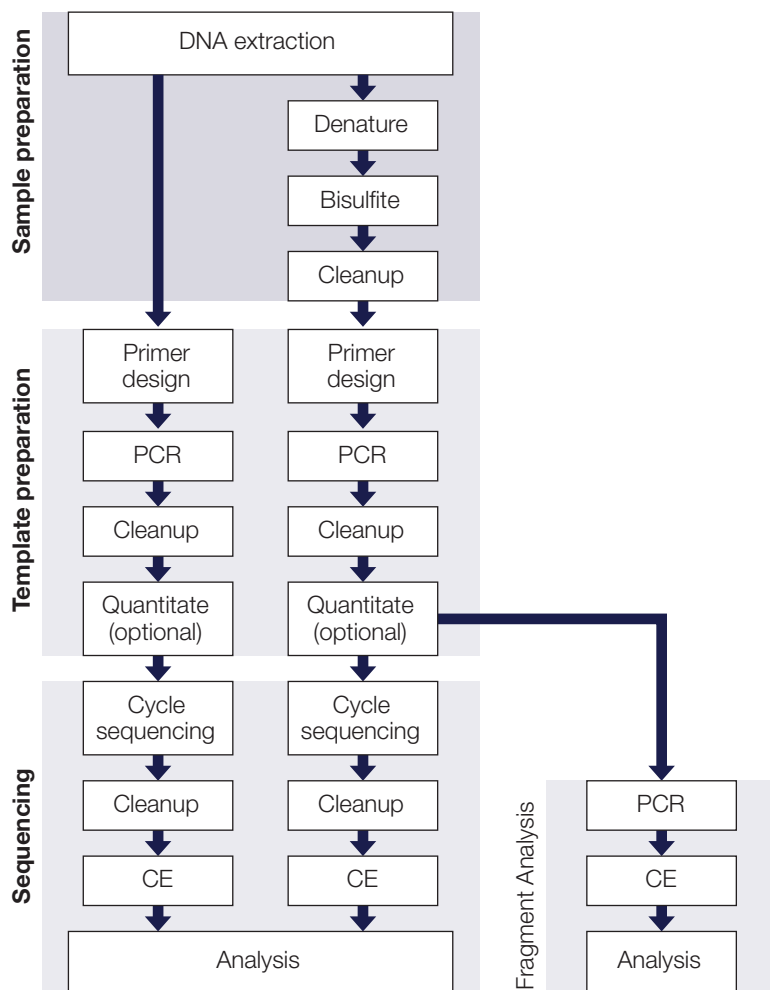 Sample preparation
DNA extraction
Denature
Bisulfite
Cleanup
Template preparation
Primer
design
Primer
design
PCR
PCR
Cleanup
Cleanup
Quantitate
(optional)
Quantitate
(optional)
Sequencing
Cycle
sequencing
Cycle
sequencing
Cleanup
Cleanup
CE
CE
Analysis
Fragment Analysis
PCR
CE
Analysis